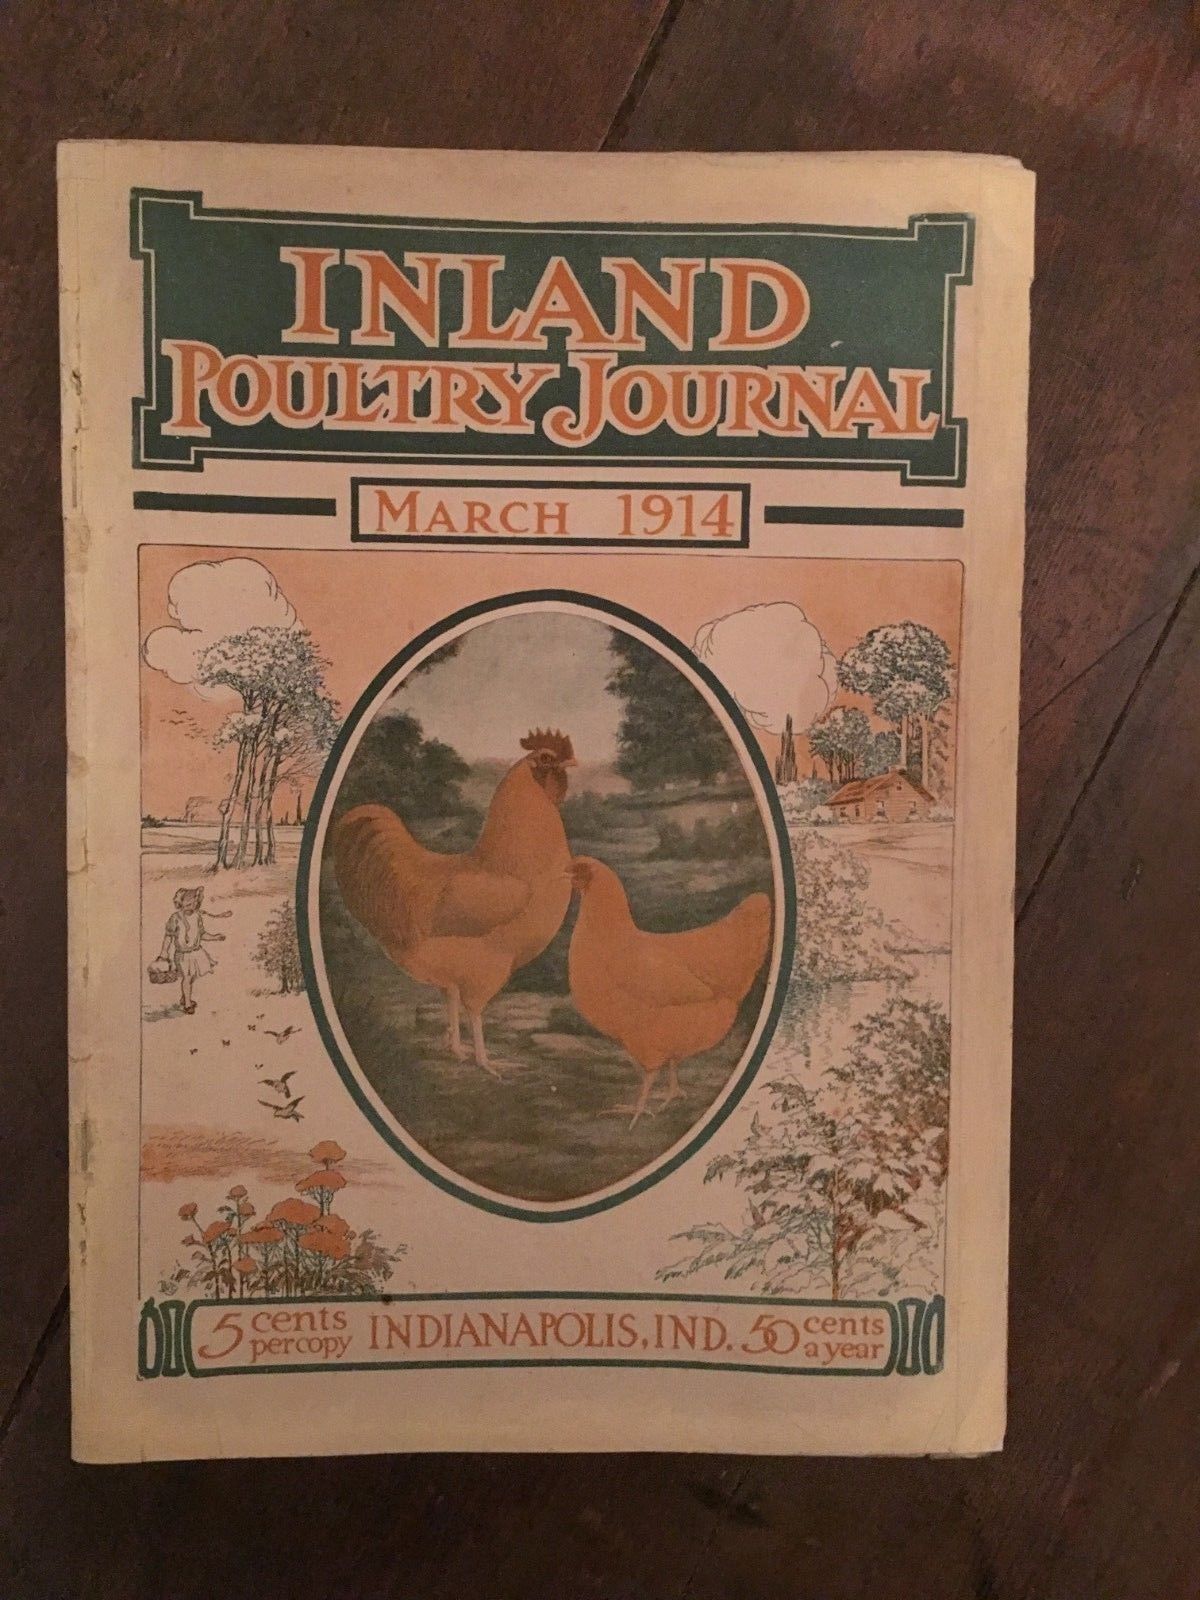 INLAND
POULTRY JOURNAL
MARCH 1914
5 cents per copy INDIANAPOLIS, IND. 50 cents a year